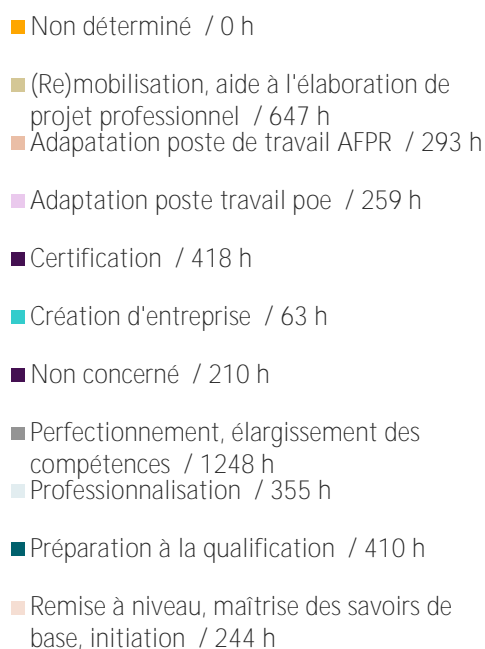 Non déterminé / 0 h
(Re)mobilisation, aide à l'élaboration de
projet professionnel / 647 h
Adapatation poste de travail AFPR / 293 h
Adaptation poste travail poe / 259 h
Certification / 418 h
Création d'entreprise / 63 h
Non concerné / 210 h
Perfectionnement, élargissement des
compétences / 1248 h
Professionnalisation / 355 h
Préparation à la qualification / 410 h
Remise à niveau, maîtrise des savoirs de
base, initiation / 244 h